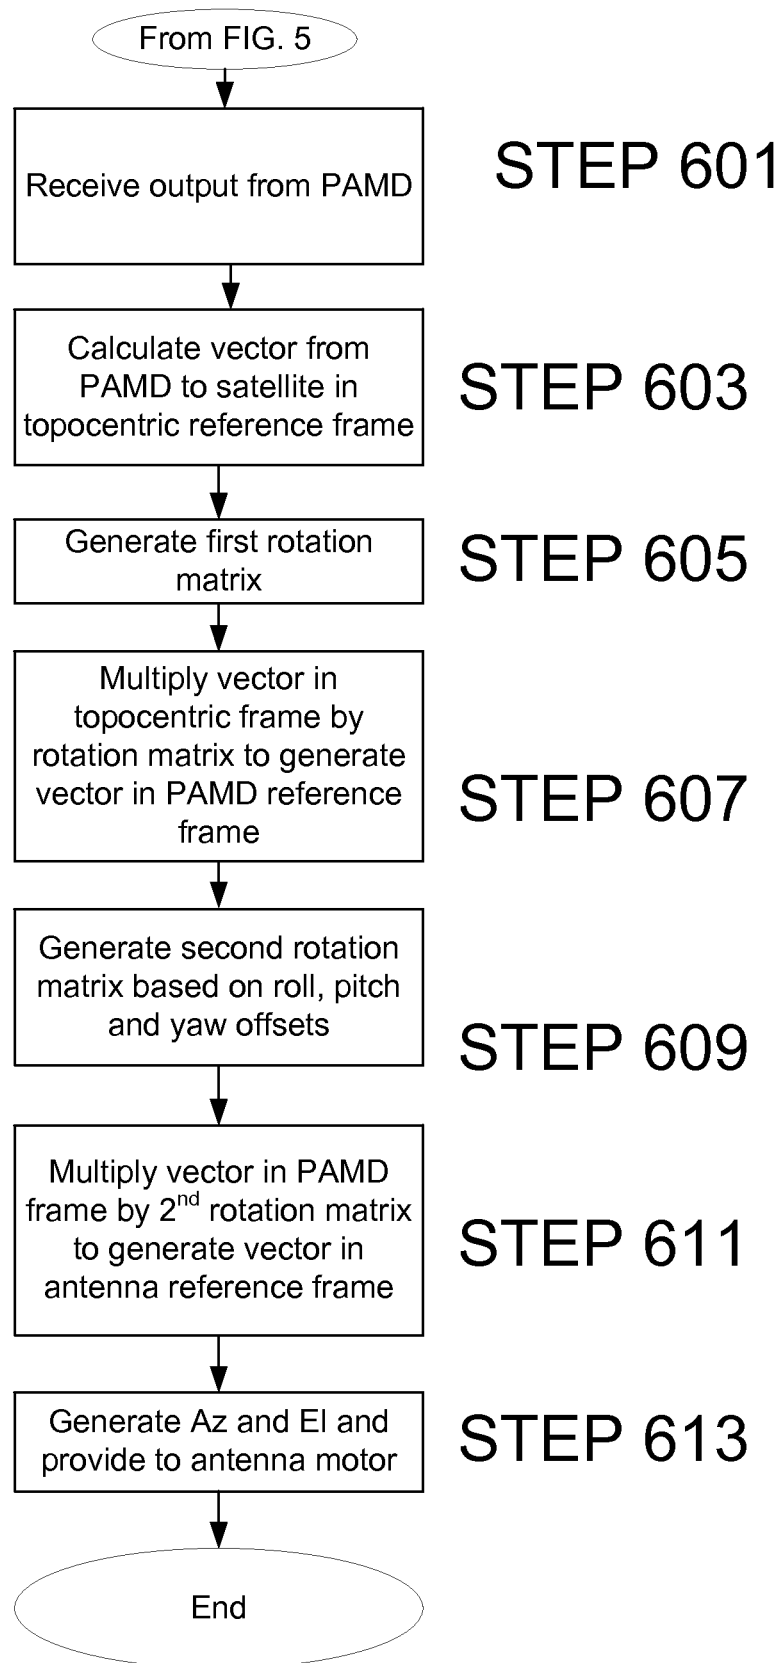 From FIG. 5
Receive output from PAMD
STEP 601
Calculate vector from
PAMD to satellite in
topocentric reference frame
STEP 603
Generate first rotation
matrix
STEP 605
Multiply vector in
topocentric frame by
rotation matrix to generate
vector in PAMD reference
frame
STEP 607
Generate second rotation
matrix based on roll, pitch
and yaw offsets
STEP 609
Multiply vector in PAMD
frame by 2nd rotation matrix
to generate vector in
antenna reference frame
STEP 611
Generate Az and El and
provide to antenna motor
STEP 613
End